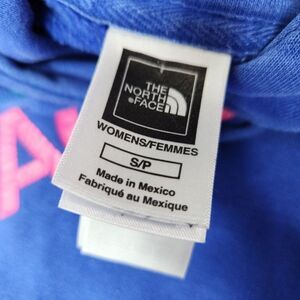 THE
NORTH
FACE
WOMENS/FEMMES
S/P
Made in Mexico
Fabriqué au Mexique